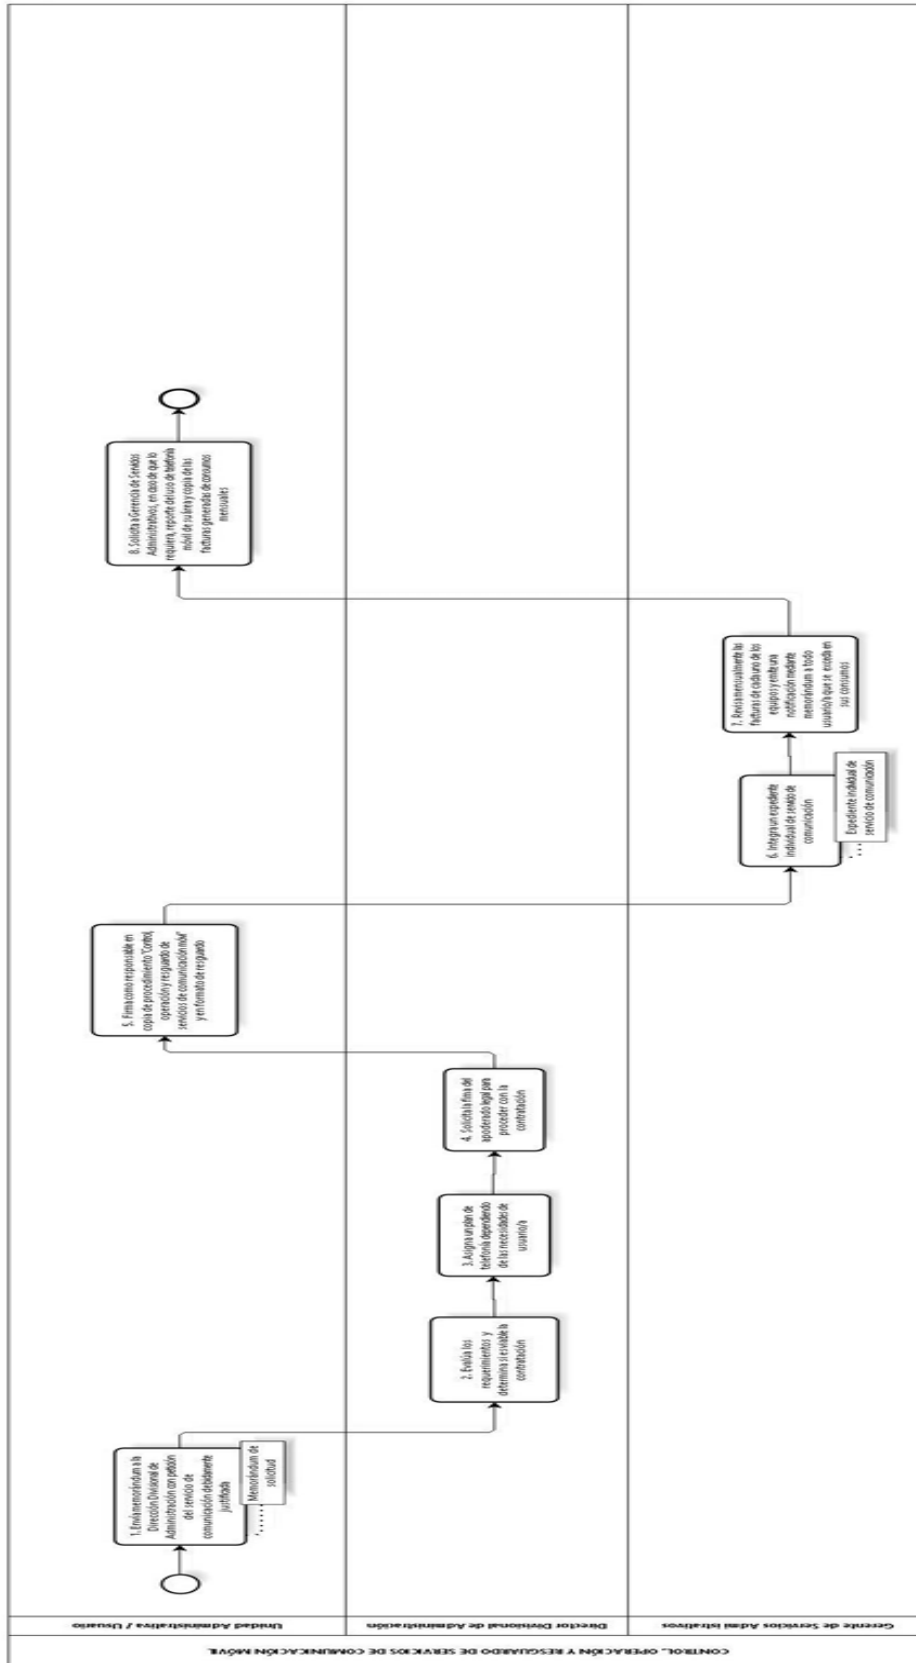 CONTROL, OPERACIÓN Y RESGUARDO DE SERVICIOS DE COMUNICACIÓN MÓVIL
Unidad Administrativa / Usuario
1. Envía memorándum a la
Dirección Divisional de
Administración con petición
del servicio de
comunicación debidamente
justificada
Memorándum de
solicitud
Director Divisional de Administración
2. Evalúa los
requerimientos y
determina si es viable la
contratación
3. Asigna un plan de
telefonía dependiendo
de las necesidades de
usuario/a
4. Solicita la firma del
apoderado legal para
proceder con la
contratación
5. Firma como responsable en
copia de procedimiento "Control,
operación y resguardo de
servicios de comunicación móvil"
y en formato de resguardo
Gerente de Servicios Administrativos
6. Integra un expediente
individual de servicio de
comunicación
Expediente individual de
servicio de comunicación
7. Revisa mensualmente las
facturas de cada uno de los
equipos y emite una
notificación mediante
memorándum a todo
usuario/a que se exceda en
sus consumos
8. Solicita a Gerencia de Servicios
Administrativos, en caso de que lo
requiera, reporte del uso de telefonía
móvil de su área y copia de las
facturas generadas de consumos
mensuales